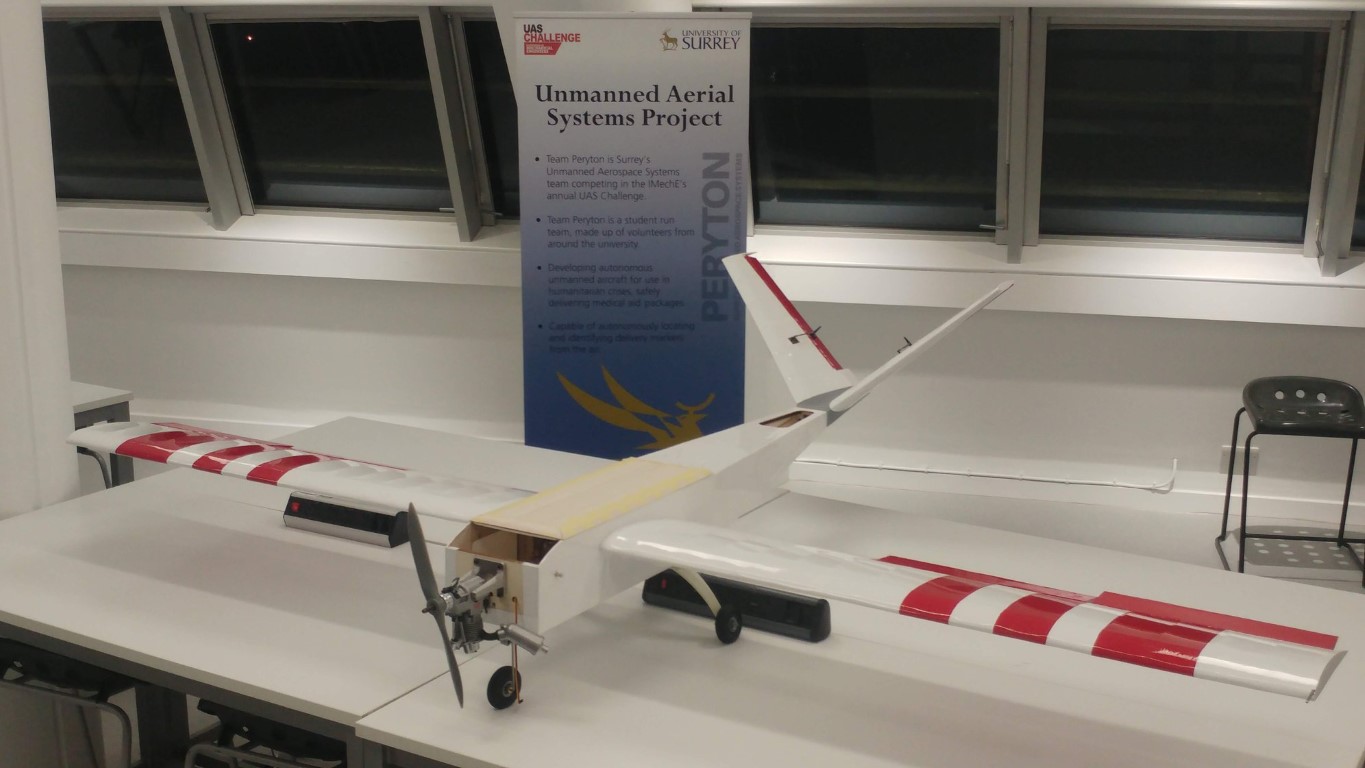 UAS
CHALLENGE
UNIVERSITY OF
SURREY
Unmanned Aerial
Systems Project
• Team Peryton is Surrey's
Unmanned Aerospace Systems
team competing in the IMechE's
annual UAS Challenge.
• Team Peryton is a student run
team, made up of volunteers from
around the university.
• Developing autonomous
unmanned aircraft for use in
humanitarian crises, safely
delivering medical aid packages.
• Capable of autonomously locating
and identifying delivery markers
from the air.
PERYTON